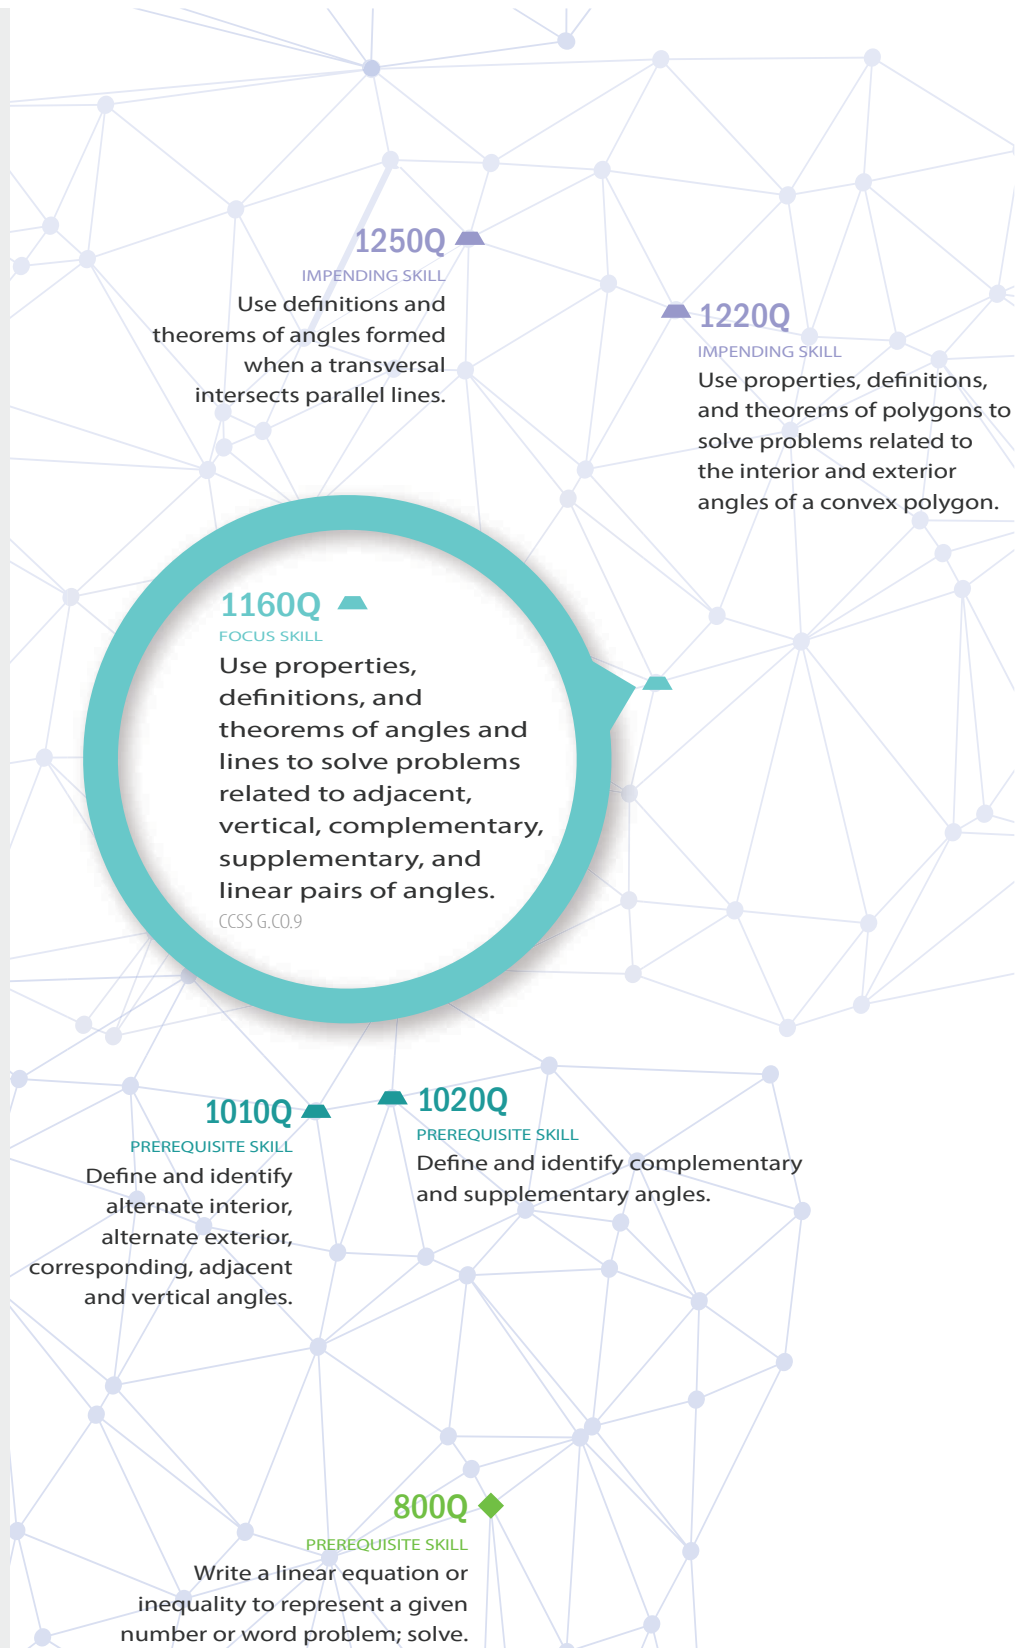 1250Q
IMPENDING SKILL
Use definitions and
theorems of angles formed
when a transversal
intersects parallel lines.
1220Q
IMPENDING SKILL
Use properties, definitions,
and theorems of polygons to
solve problems related to
the interior and exterior
angles of a convex polygon.
1160Q
FOCUS SKILL
Use properties,
definitions, and
theorems of angles and
lines to solve problems
related to adjacent,
vertical, complementary,
supplementary, and
linear pairs of angles.
CCSS G.CO.9
1010Q
PREREQUISITE SKILL
Define and identify
alternate interior,
alternate exterior,
corresponding, adjacent
and vertical angles.
1020Q
PREREQUISITE SKILL
Define and identify complementary
and supplementary angles.
800Q
PREREQUISITE SKILL
Write a linear equation or
inequality to represent a given
number or word problem; solve.